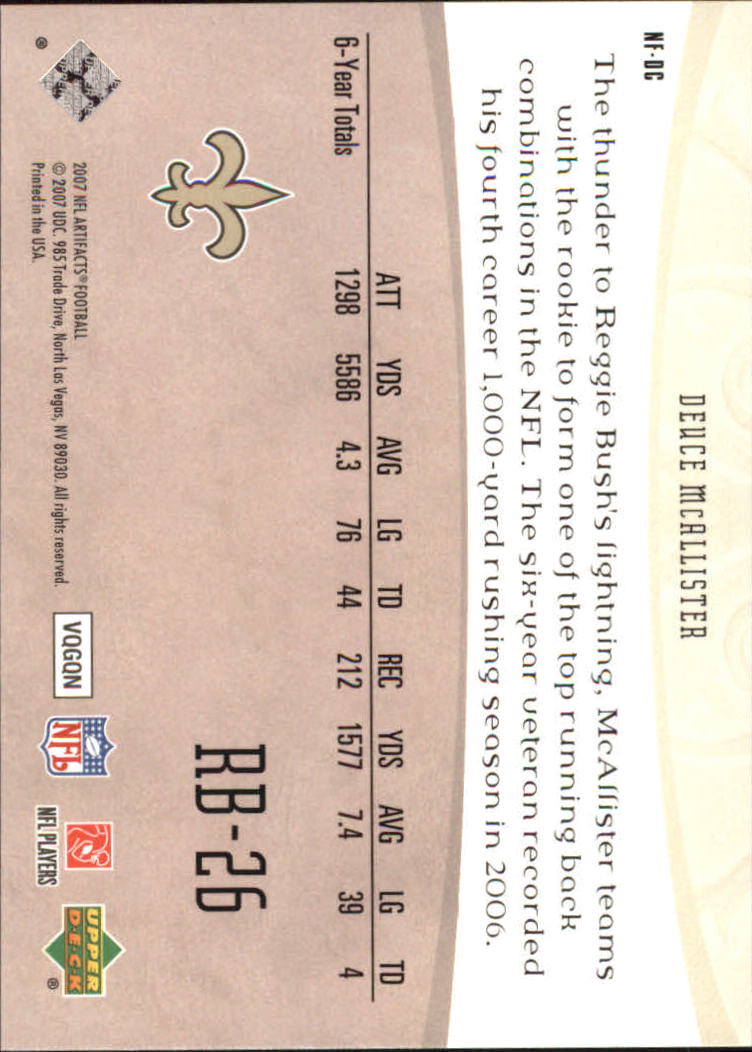 DEUCE MCALLISTER
NF-DC
The thunder to Reggie Bush's lightning, McAllister teams
with the rookie to form one of the top running back
combinations in the NFL. The six-year veteran recorded
his fourth career 1,000-yard rushing season in 2006.
ATT YDS AVG LG TD REC YDS AVG LG TD
6-Year Totals 1298 5586 4.3 76 44 212 1577 7.4 39 4
RB-26
2007 NFL ARTIFACTS® FOOTBALL
© 2007 UDC. 985 Trade Drive, North Las Vegas, NV 89030. All rights reserved.
Printed in the USA.
®
VQGQN
NFL
NFL PLAYERS
UPPER
D.E.C.K
®